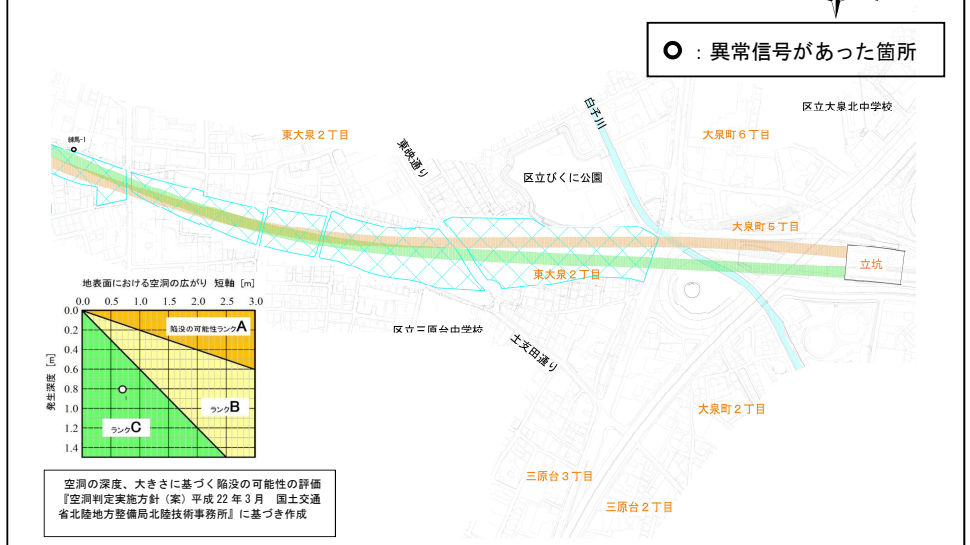 ○ : 異常信号があった箇所
区立大泉北中学校
白子川
大泉町6丁目
東大泉2丁目
練馬-1
東映通り
区立びくに公園
大泉町5丁目
立坑
東大泉2丁目
地表面における空洞の広がり 短軸 [m]
0.0 0.5 1.0 1.5 2.0 2.5 3.0
0.0
0.2
0.4
0.6
0.8
1.0
1.2
1.4
発生深度 [m]
陥没の可能性ランクA
ランクB
ランクC
1
区立三原台中学校
土支田通り
大泉町2丁目
三原台3丁目
三原台2丁目
空洞の深度、大きさに基づく陥没の可能性の評価
『空洞判定実施方針(案)平成22年3月 国土交通
省北陸地方整備局北陸技術事務所』に基づき作成